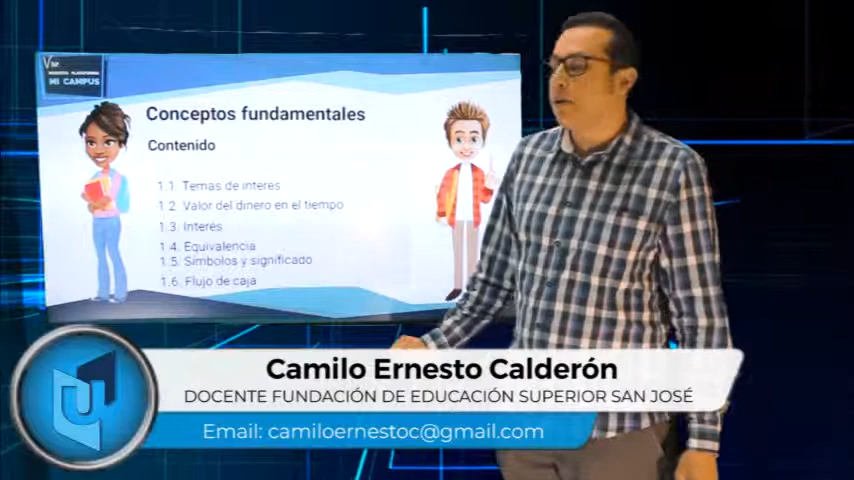 MI CAMPUS
Conceptos fundamentales
Contenido
1.1. Temas de interes
1.2. Valor del dinero en el tiempo
1.3. Interés
1.4. Equivalencia
1.5. Símbolos y significado
1.6. Flujo de caja
Camilo Ernesto Calderón
DOCENTE FUNDACIÓN DE EDUCACIÓN SUPERIOR SAN JOSÉ
Email: camiloernestoc@gmail.com